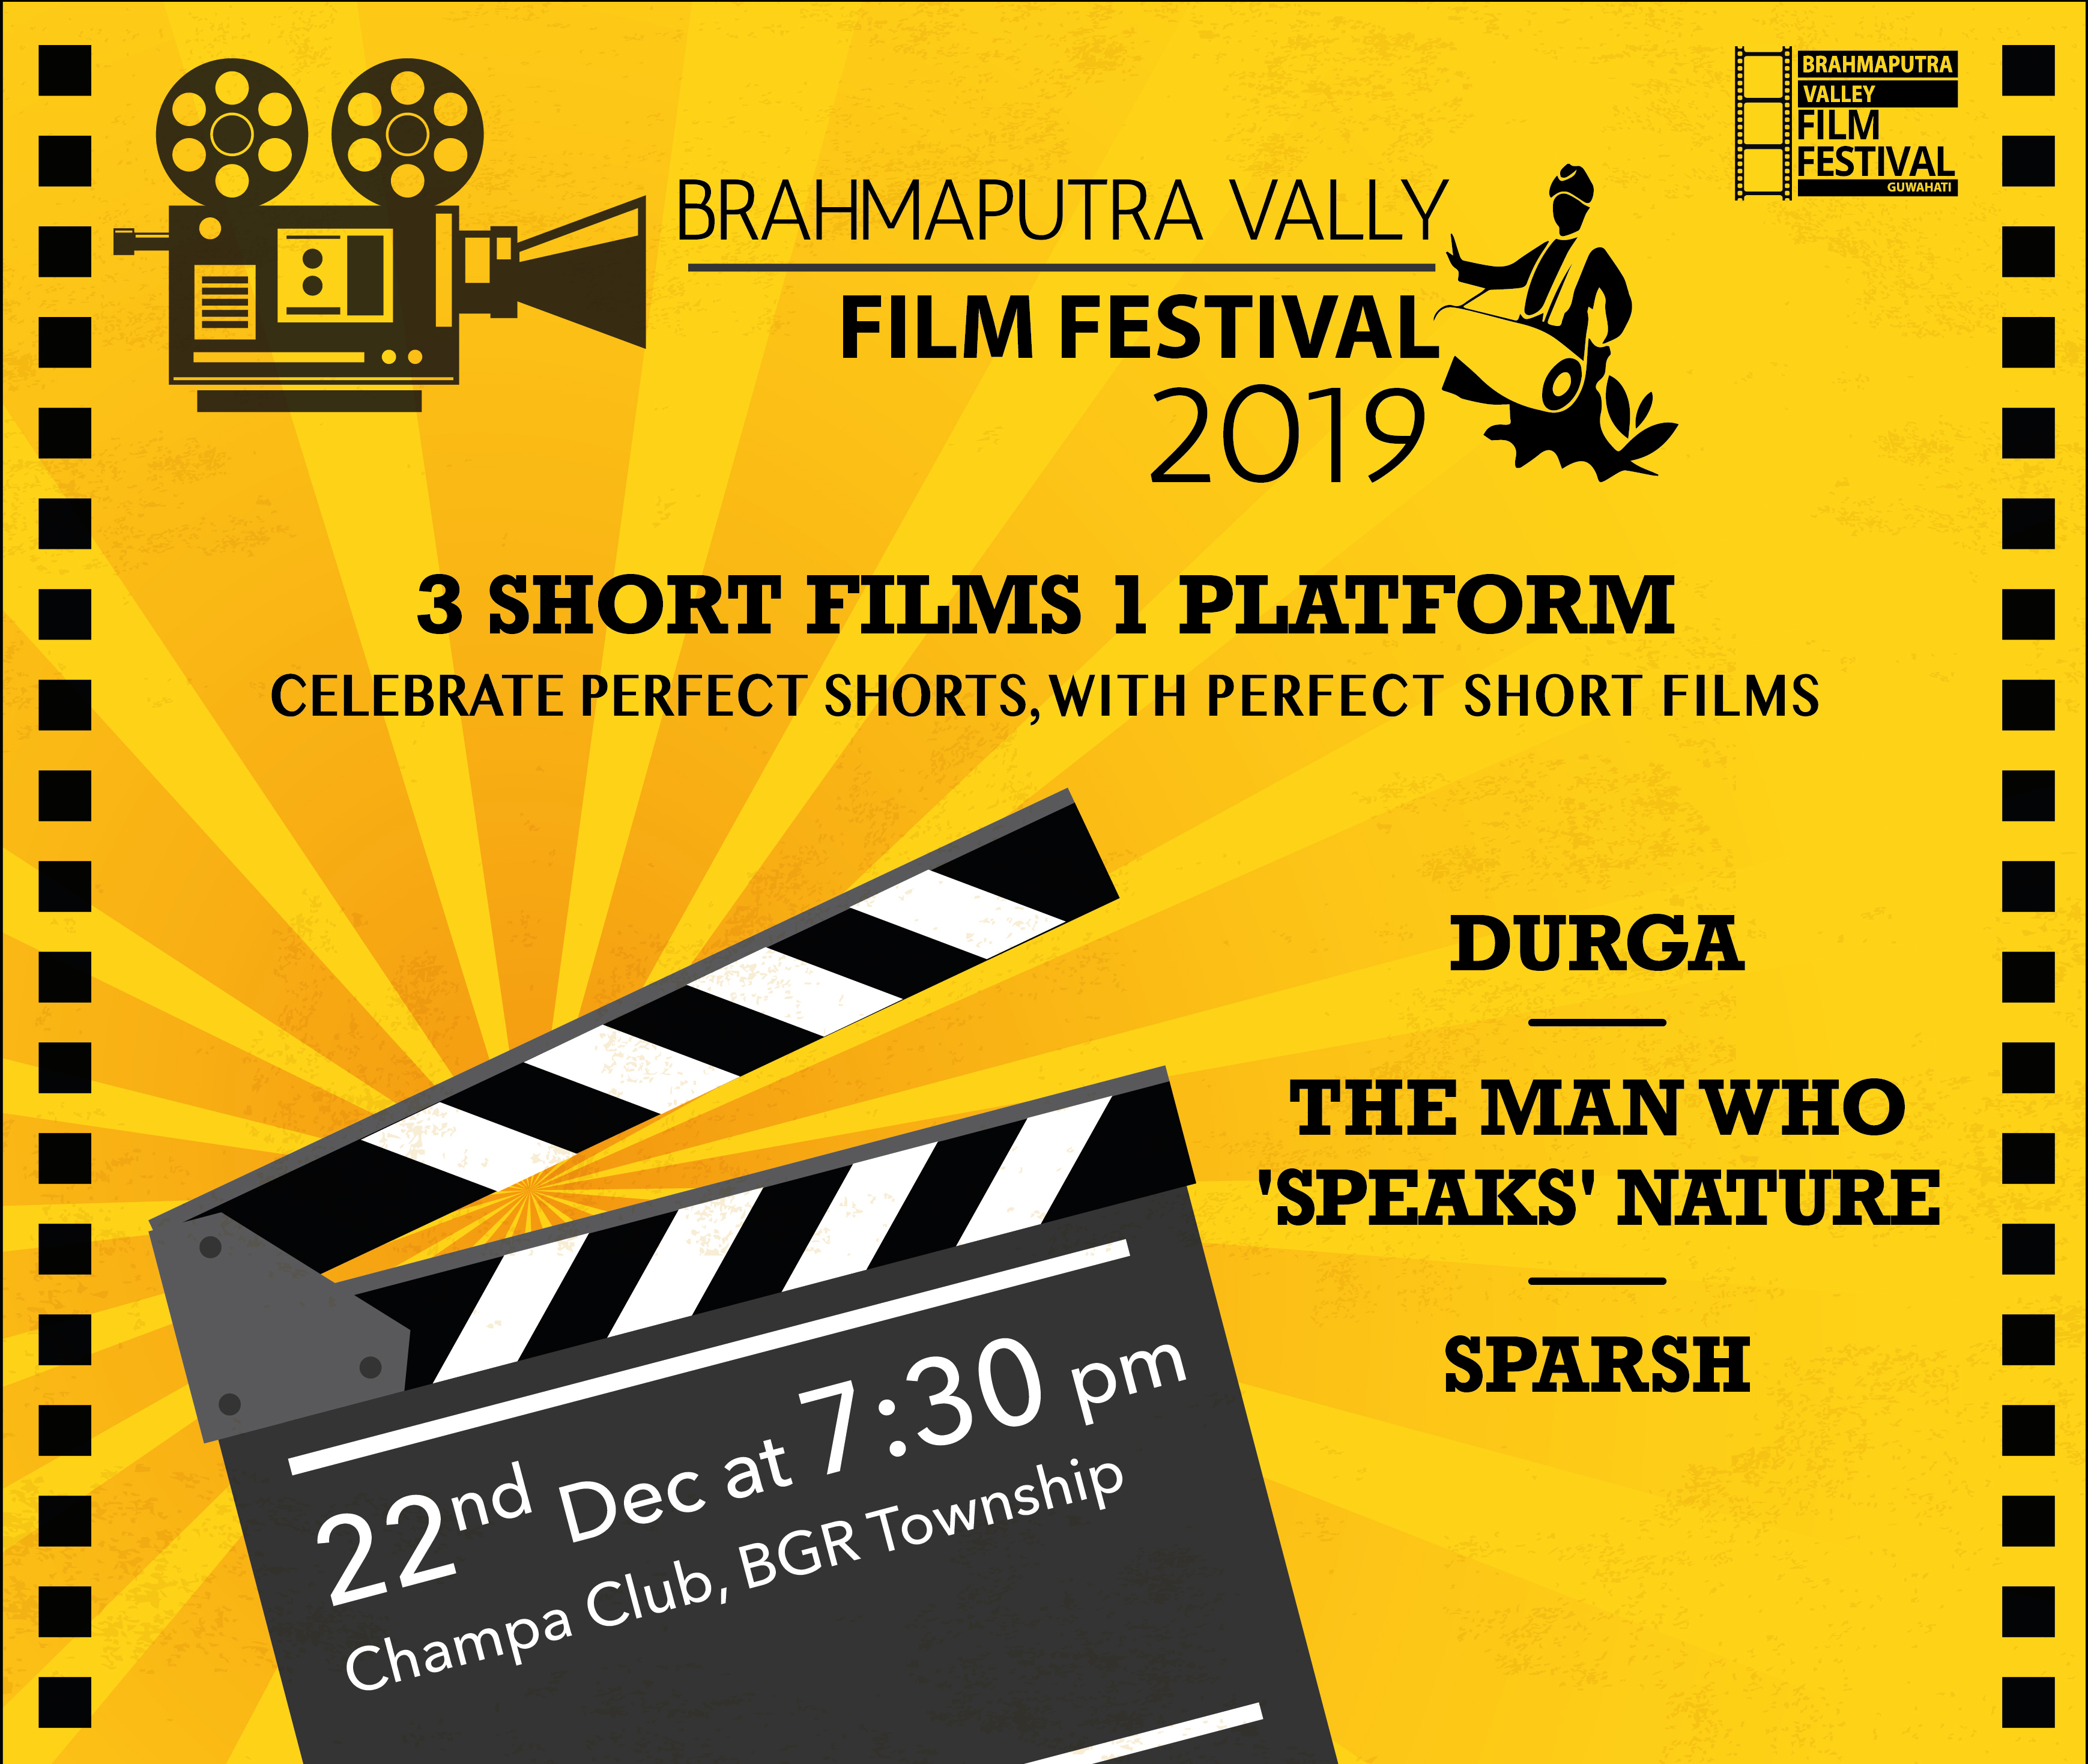 BRAHMAPUTRA
VALLEY
FILM
FESTIVAL
GUWAHATI
BRAHMAPUTRA VALLY
FILM FESTIVAL
2019
3 SHORT FILMS 1 PLATFORM
CELEBRATE PERFECT SHORTS, WITH PERFECT SHORT FILMS
DURGA
THE MAN WHO
'SPEAKS' NATURE
SPARSH
22nd Dec at 7:30 pm
Champa Club, BGR Township